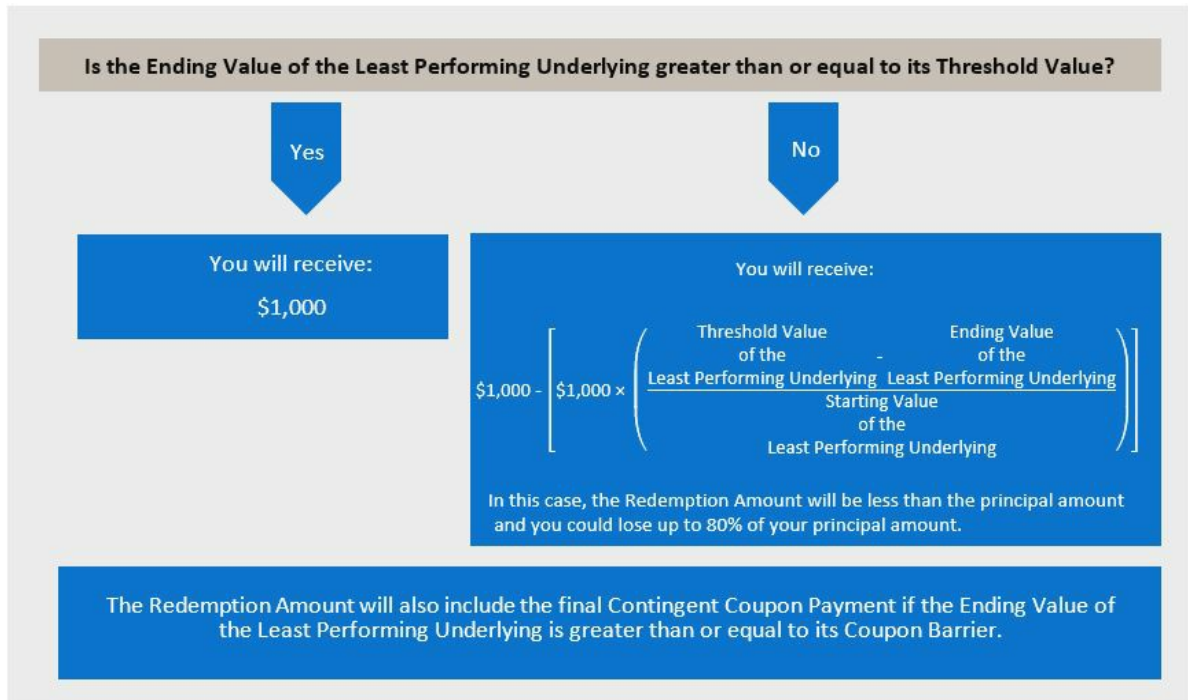 Is the Ending Value of the Least Performing Underlying greater than or equal to its Threshold Value?
Yes
No
You will receive:
$1,000
You will receive:
Threshold Value Ending Value
of the - of the
Least Performing Underlying Least Performing Underlying
$1,000 - [$1,000 × ( ) ]
Starting Value
of the
Least Performing Underlying
In this case, the Redemption Amount will be less than the principal amount
and you could lose up to 80% of your principal amount.
The Redemption Amount will also include the final Contingent Coupon Payment if the Ending Value of
the Least Performing Underlying is greater than or equal to its Coupon Barrier.